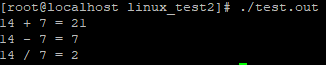 [root@localhost linux_test2]# ./test.out
14 + 7 = 21
14 - 7 = 7
14 / 7 = 2